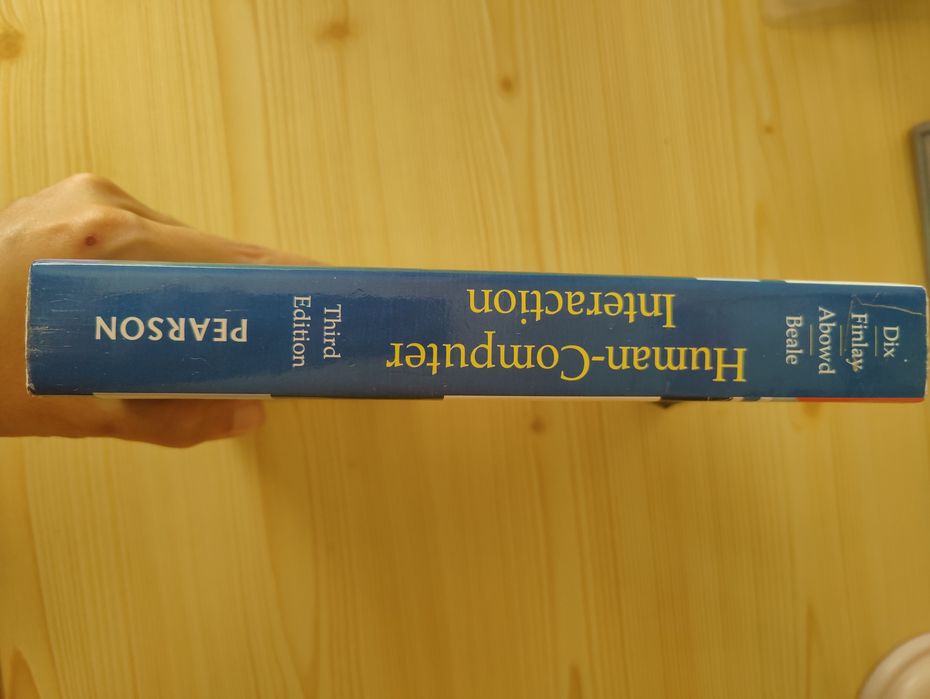 Dix
Finlay
Abowd
Beale
Human-Computer
Interaction
Third
Edition
PEARSON